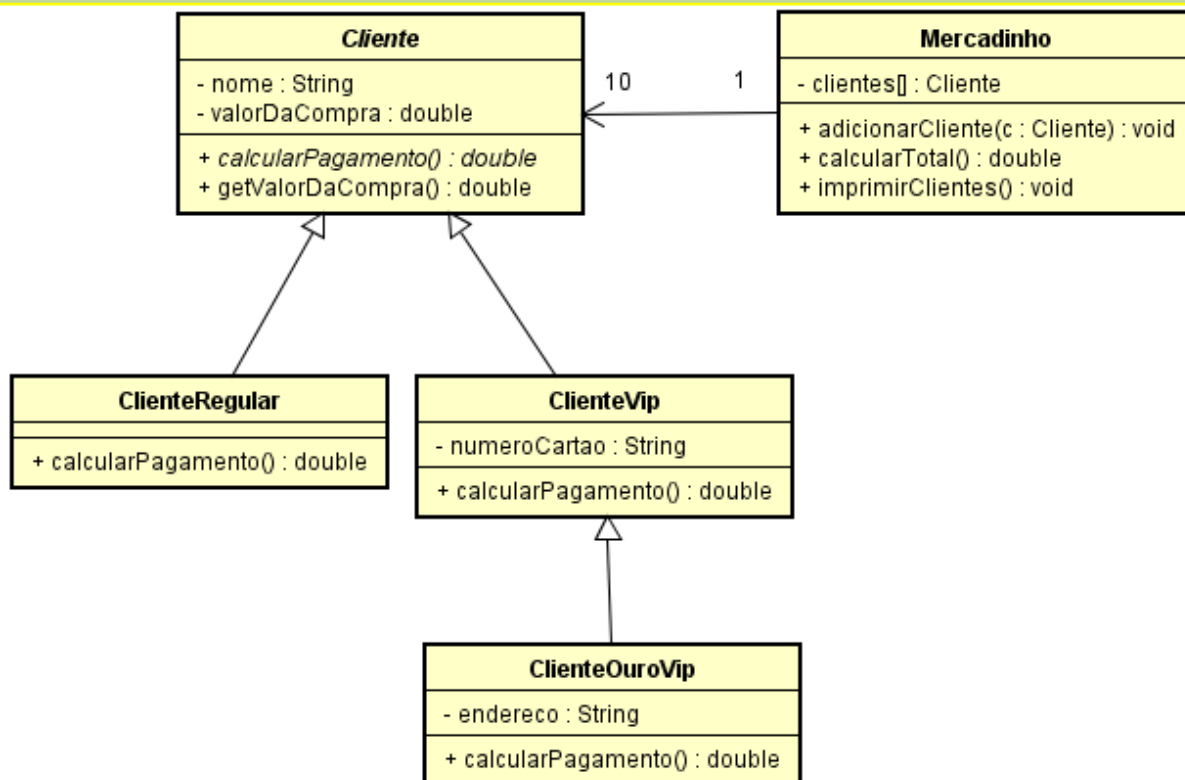 Cliente
- nome : String
- valorDaCompra : double
+ calcularPagamento() : double
+ getValorDaCompra() : double
10
1
Mercadinho
- clientes[] : Cliente
+ adicionarCliente(c : Cliente) : void
+ calcularTotal() : double
+ imprimirClientes() : void
ClienteRegular
+ calcularPagamento() : double
ClienteVip
- numeroCartao : String
+ calcularPagamento() : double
ClienteOuroVip
- endereco : String
+ calcularPagamento() : double